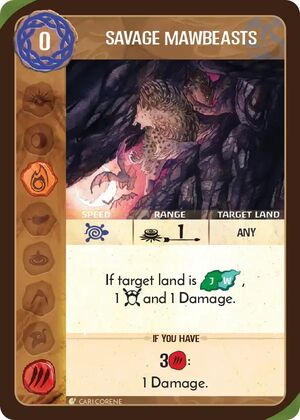 0
SAVAGE MAWBEASTS
SPEED RANGE TARGET LAND
1 ANY
If target land is J W,
1 and 1 Damage.
IF YOU HAVE
3 :
1 Damage.
CARI CORENE